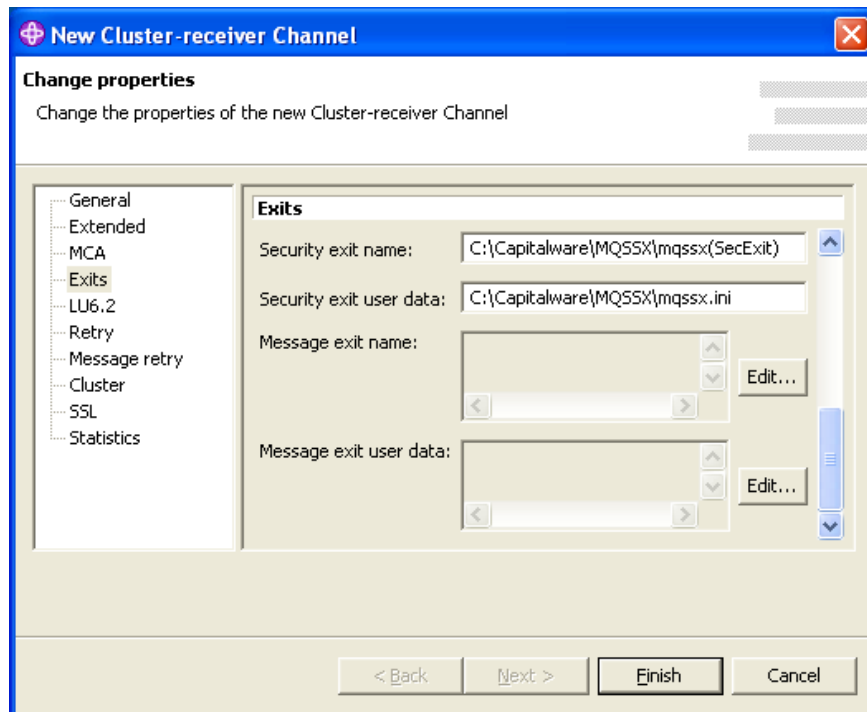 New Cluster-receiver Channel
Change properties
Change the properties of the new Cluster-receiver Channel
General
Extended
MCA
Exits
LU6.2
Retry
Message retry
Cluster
SSL
Statistics
Exits
Security exit name: C:\Capitalware\MQSSX\mqssx(SecExit)
Security exit user data: C:\Capitalware\MQSSX\mqssx.ini
Message exit name:
Edit...
Message exit user data:
Edit...
< Back Next > Finish Cancel